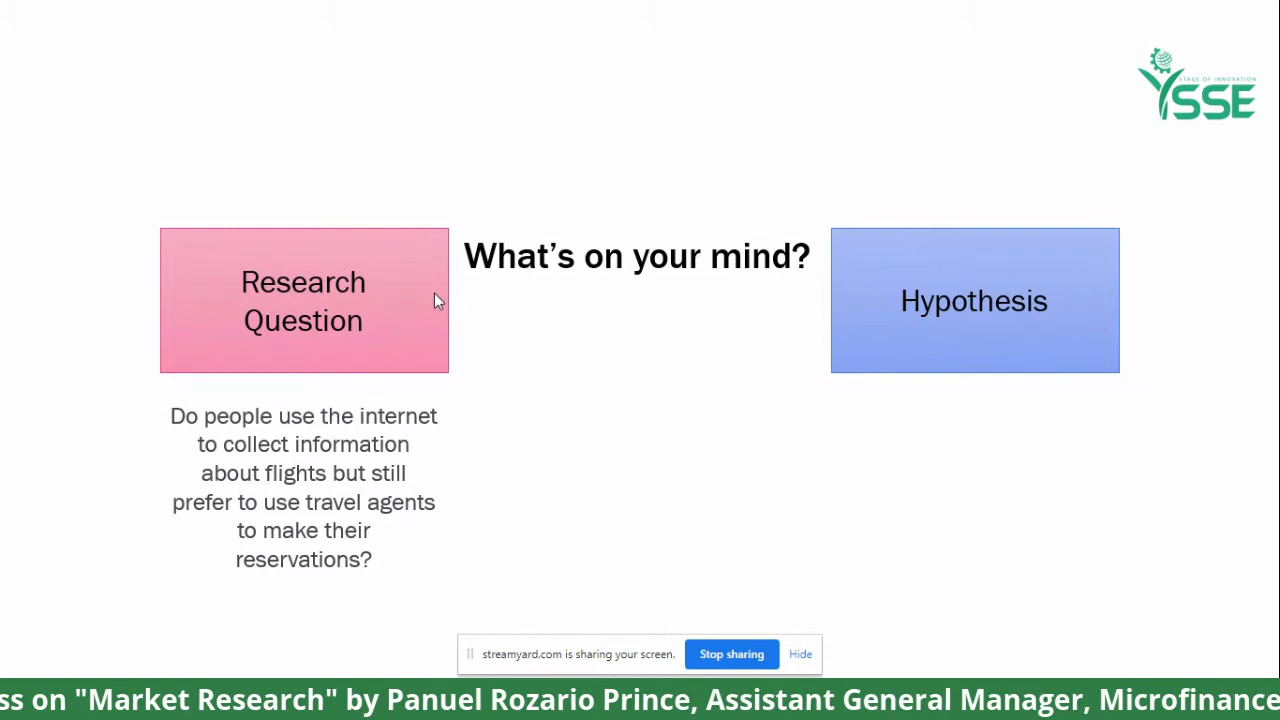 STAGE OF INNOVATION
YSSE
What's on your mind?
Research
Question
Hypothesis
Do people use the internet
to collect information
about flights but still
prefer to use travel agents
to make their
reservations?
streamyard.com is sharing your screen. Stop sharing Hide
ss on "Market Research" by Panuel Rozario Prince, Assistant General Manager, Microfinance